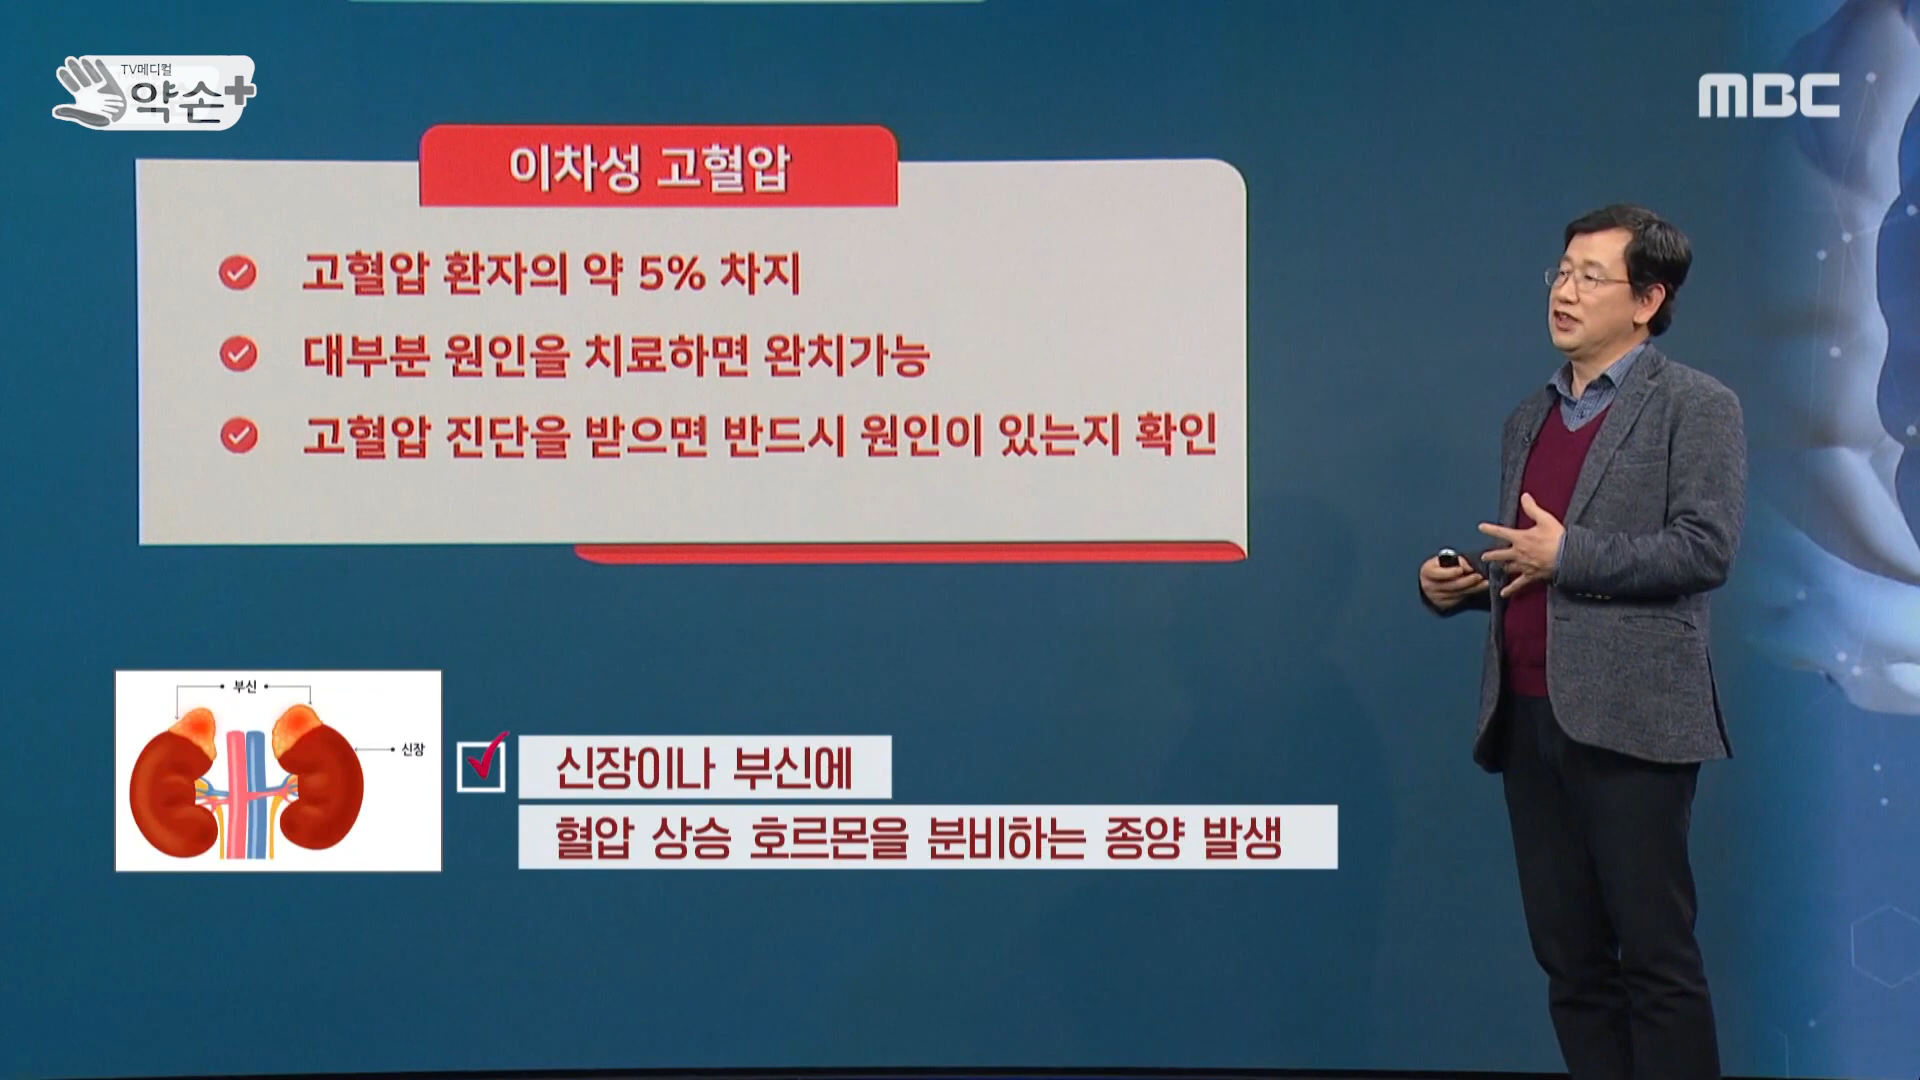 TV메디컬
약손+
MBC
이차성 고혈압
고혈압 환자의 약 5% 차지
대부분 원인을 치료하면 완치가능
고혈압 진단을 받으면 반드시 원인이 있는지 확인
부신
신장
신장이나 부신에
혈압 상승 호르몬을 분비하는 종양 발생